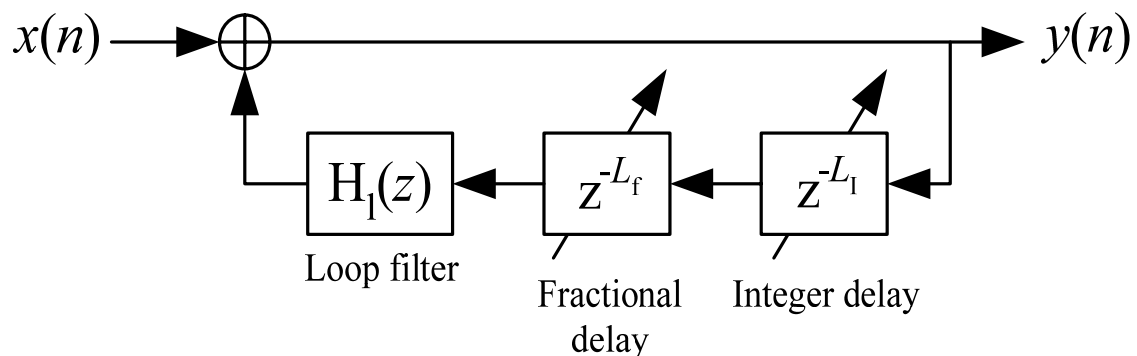 x(n)
y(n)
H_l(z)
z^{-L_f}
z^{-L_I}
Loop filter
Fractional
delay
Integer delay